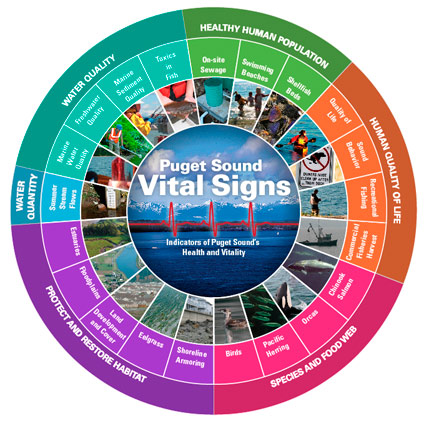 HEALTHY HUMAN POPULATION
On-site
Sewage
Swimming
Beaches
Shellfish
Beds
HUMAN QUALITY OF LIFE
Quality of
Life
Sound
Behavior
Recreational
Fishing
Commercial
Fisheries
Harvest
SPECIES AND FOOD WEB
Chinook
Salmon
Orcas
Pacific
Herring
Birds
PROTECT AND RESTORE HABITAT
Shoreline
Armoring
Eelgrass
Land
Development
and Cover
Floodplains
Estuaries
WATER QUANTITY
Summer
Stream
Flows
WATER QUALITY
Marine
Water
Quality
Freshwater
Quality
Marine
Sediment
Quality
Toxics
in
Fish
Puget Sound
Vital Signs
Indicators of Puget Sound's
Health and Vitality